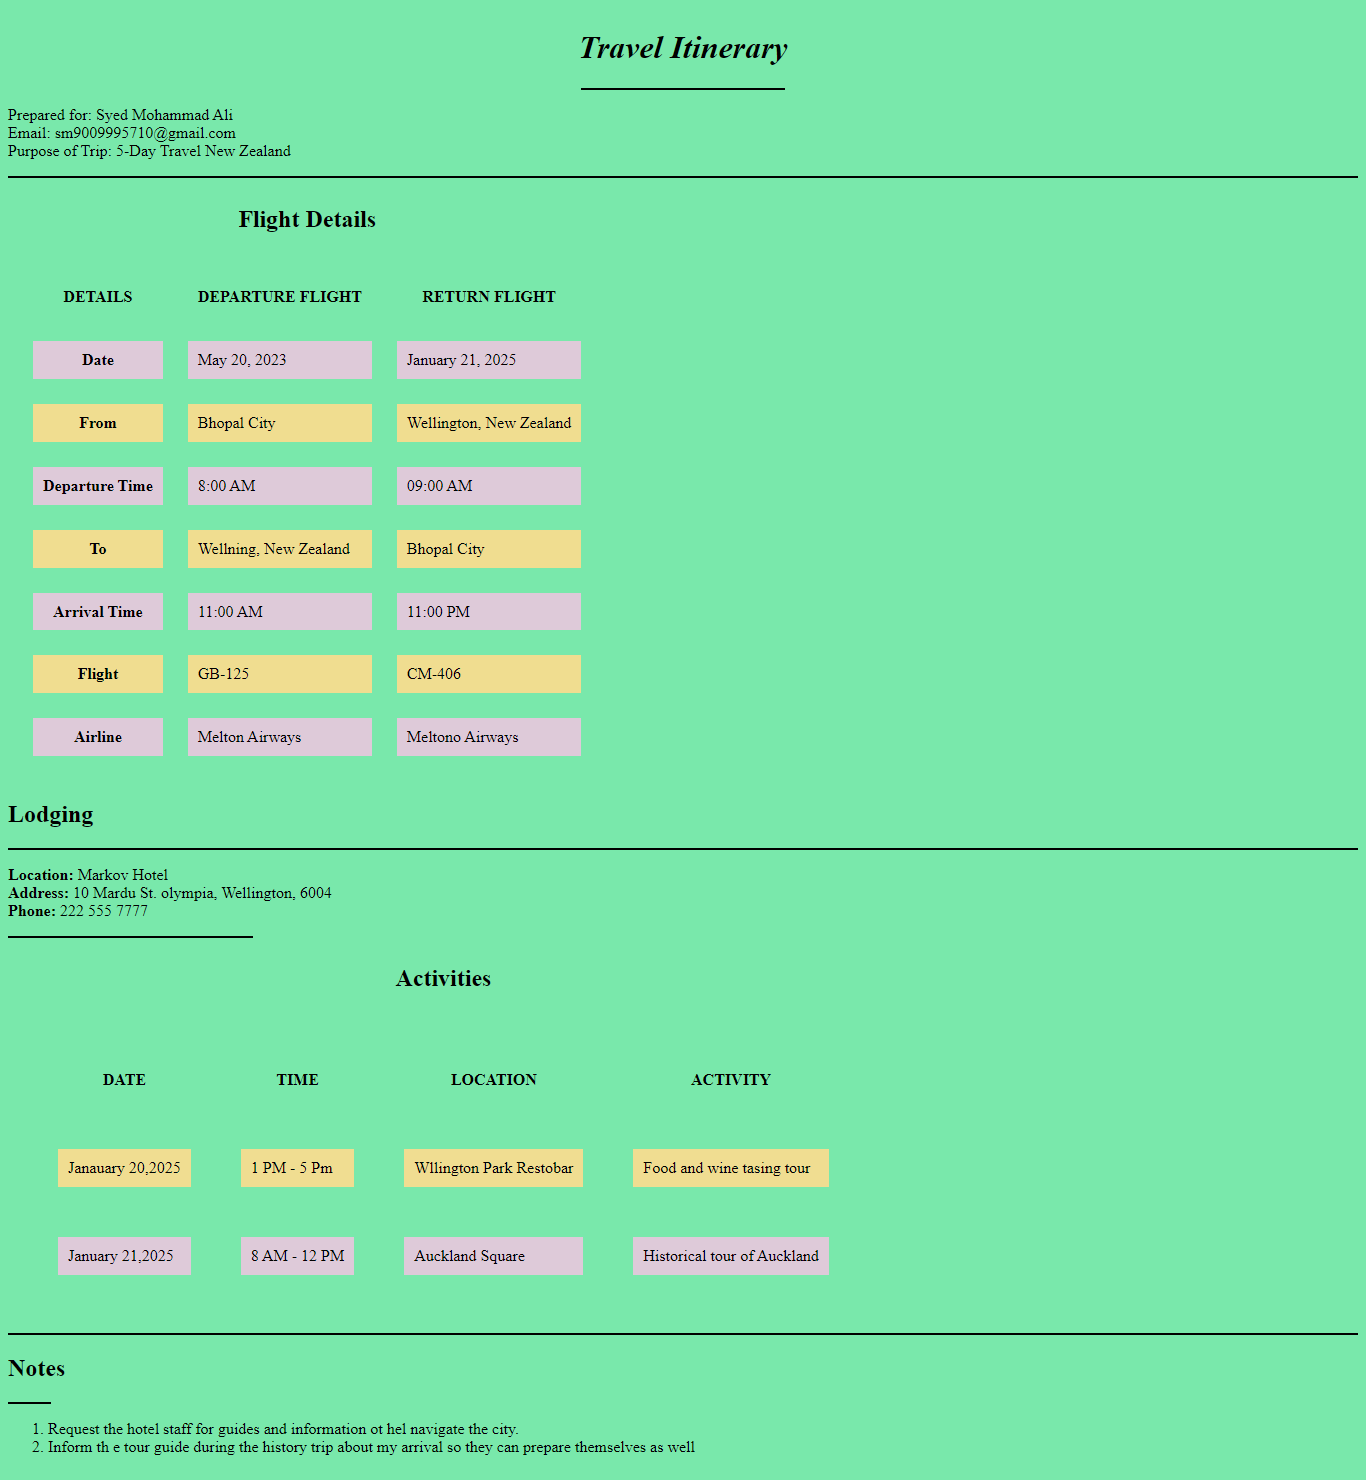 Travel Itinerary
Prepared for: Syed Mohammad Ali
Email: sm9009995710@gmail.com
Purpose of Trip: 5-Day Travel New Zealand
Flight Details
DETAILS DEPARTURE FLIGHT RETURN FLIGHT
Date May 20, 2023 January 21, 2025
From Bhopal City Wellington, New Zealand
Departure Time 8:00 AM 09:00 AM
To Wellning, New Zealand Bhopal City
Arrival Time 11:00 AM 11:00 PM
Flight GB-125 CM-406
Airline Melton Airways Meltono Airways
Lodging
Location: Markov Hotel
Address: 10 Mardu St. olympia, Wellington, 6004
Phone: 222 555 7777
Activities
DATE TIME LOCATION ACTIVITY
Janauary 20,2025 1 PM - 5 Pm Wllington Park Restobar Food and wine tasing tour
January 21,2025 8 AM - 12 PM Auckland Square Historical tour of Auckland
Notes
1. Request the hotel staff for guides and information ot hel navigate the city.
2. Inform th e tour guide during the history trip about my arrival so they can prepare themselves as well